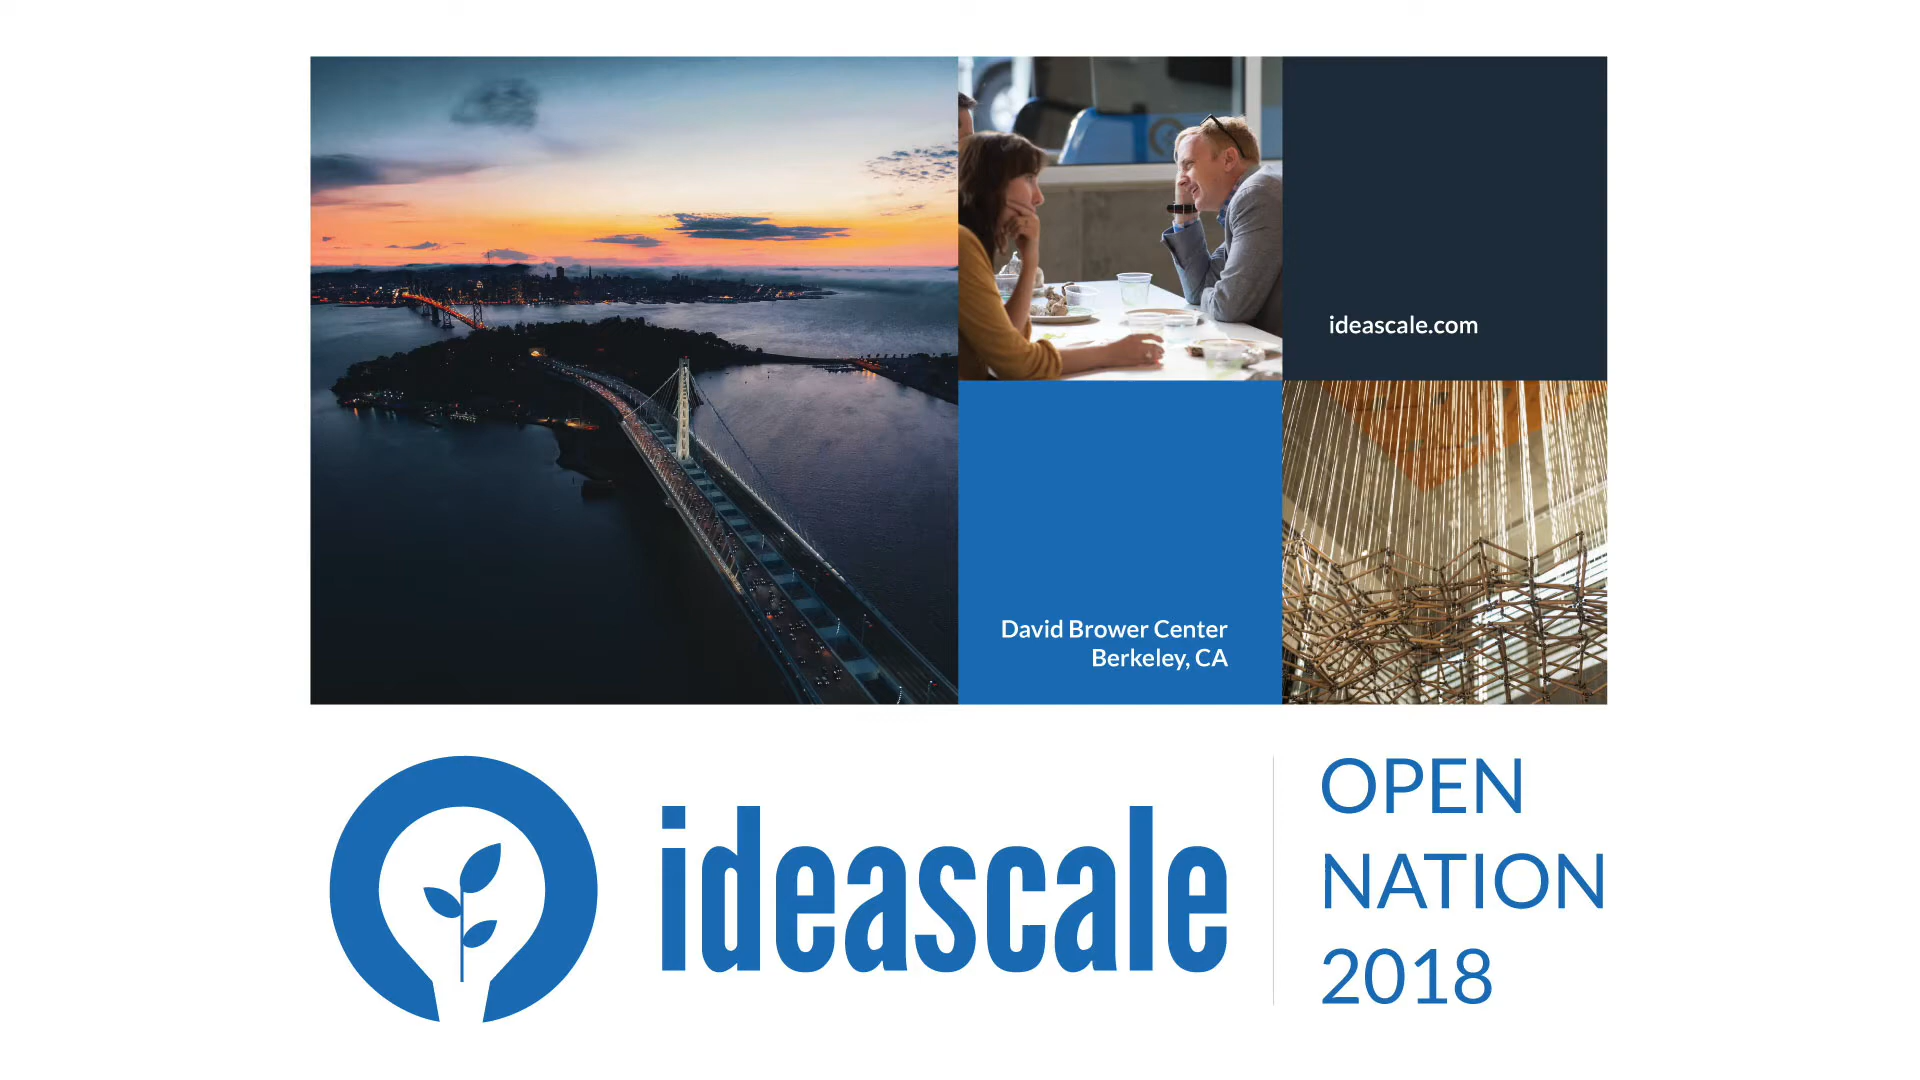 ideascale.com
David Brower Center
Berkeley, CA
ideascale
OPEN
NATION
2018